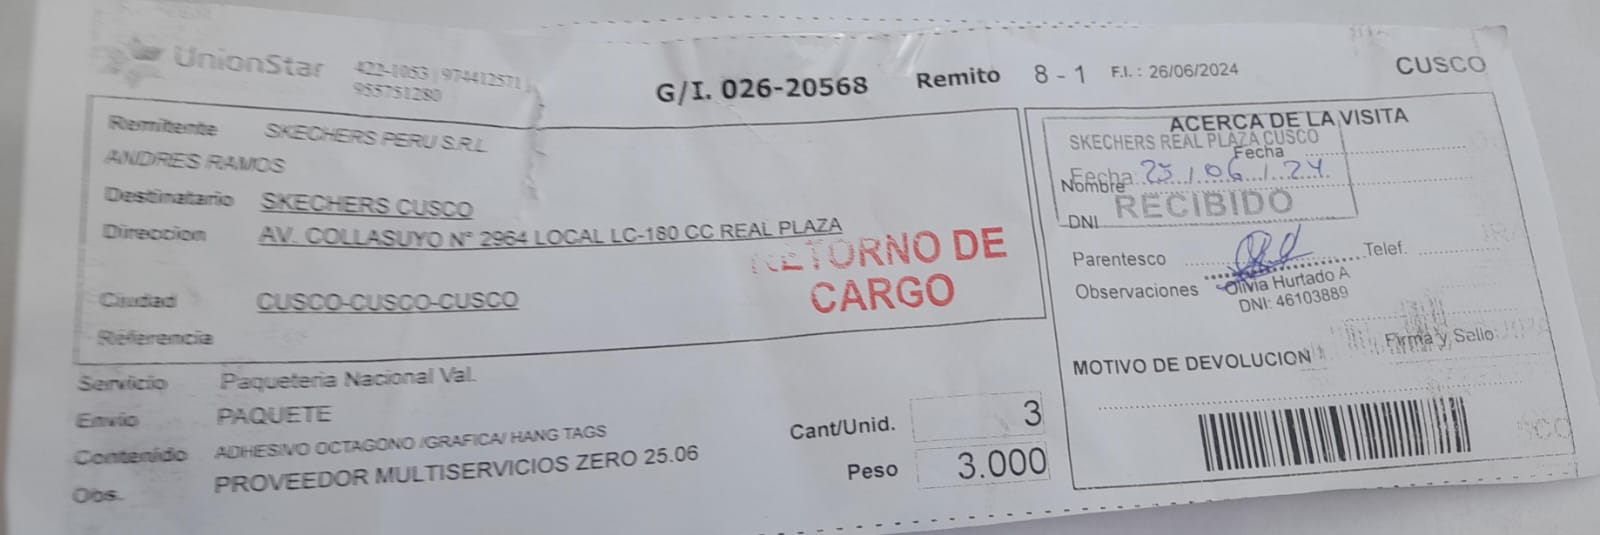 UnionStar
422-1053 | 974412571 |
955751280
G/I. 026-20568
Remito 8 - 1 F.I. : 26/06/2024
CUSCO
Remitente SKECHERS PERU S.R.L
ANDRES RAMOS
Destinatario SKECHERS CUSCO
Direccion AV. COLLASUYO N° 2964 LOCAL LC-180 CC REAL PLAZA
Ciudad CUSCO-CUSCO-CUSCO
Referencia
RETORNO DE
CARGO
Servicio Paqueteria Nacional Val.
Envio PAQUETE
Contenido ADHESIVO OCTAGONO /GRAFICA/ HANG TAGS
Obs. PROVEEDOR MULTISERVICIOS ZERO 25.06
Cant/Unid. 3
Peso 3.000
ACERCA DE LA VISITA
SKECHERS REAL PLAZA CUSCO
Fecha
Fecha 25/06/24
Nombre
RECIBIDO
DNI
Parentesco Telef.
Observaciones Olivia Hurtado A
DNI: 46103889
Firma y Sello
MOTIVO DE DEVOLUCION